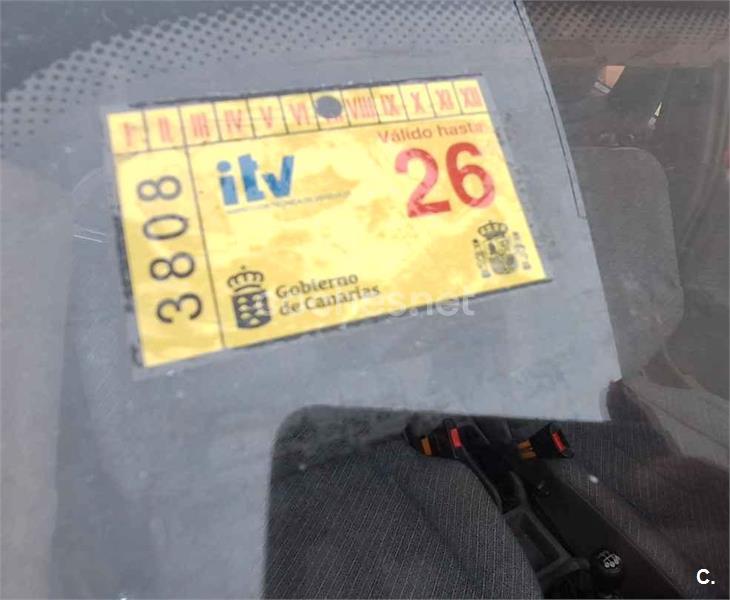 I II III IV V VI VIII IX X XI XII
Válido hasta
itv
26
3808
Gobierno
de Canarias
C.